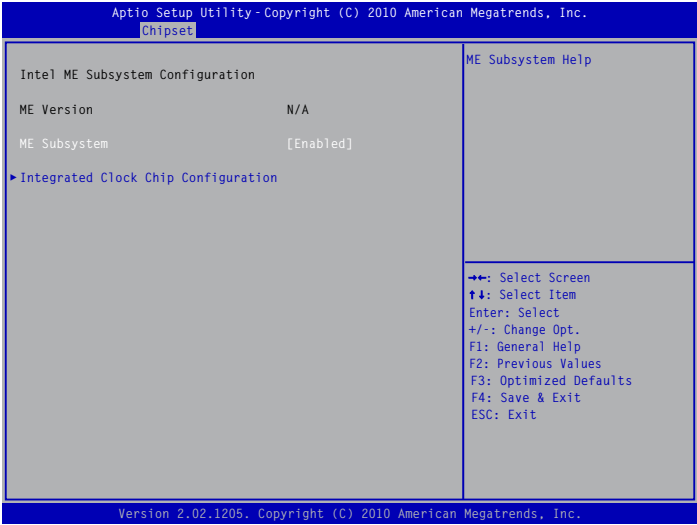 Aptio Setup Utility - Copyright (C) 2010 American Megatrends, Inc.
Chipset
Intel ME Subsystem Configuration
ME Version N/A
ME Subsystem [Enabled]
►Integrated Clock Chip Configuration
ME Subsystem Help
→←: Select Screen
↑↓: Select Item
Enter: Select
+/-: Change Opt.
F1: General Help
F2: Previous Values
F3: Optimized Defaults
F4: Save & Exit
ESC: Exit
Version 2.02.1205. Copyright (C) 2010 American Megatrends, Inc.